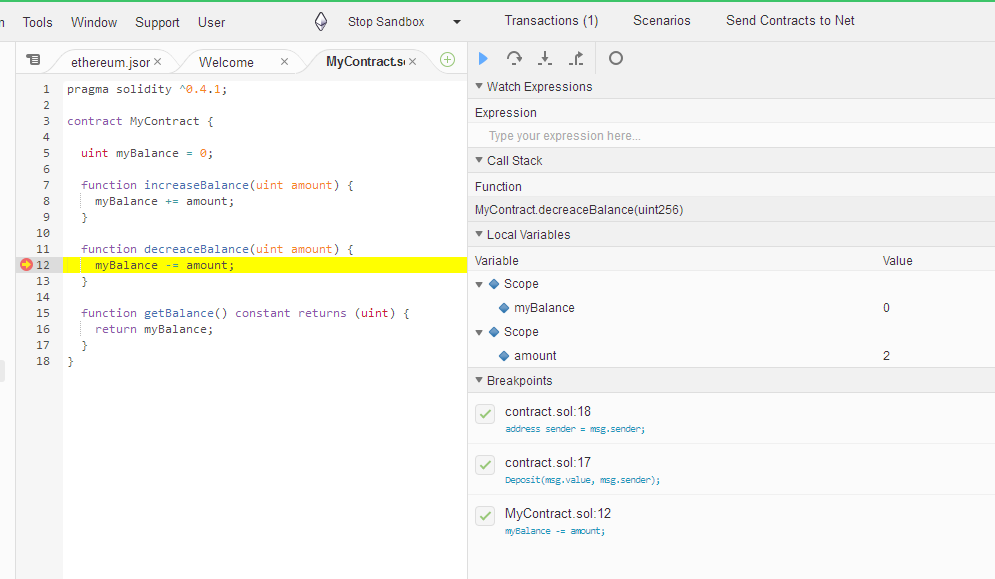 Tools Window Support User Stop Sandbox Transactions (1) Scenarios Send Contracts to Net
ethereum.jsor × Welcome × MyContract.s ×
1 pragma solidity ^0.4.1;
2
3 contract MyContract {
4
5 uint myBalance = 0;
6
7 function increaseBalance(uint amount) {
8 myBalance += amount;
9 }
10
11 function decreaceBalance(uint amount) {
12 myBalance -= amount;
13 }
14
15 function getBalance() constant returns (uint) {
16 return myBalance;
17 }
18 }
Watch Expressions
Expression
Type your expression here...
Call Stack
Function
MyContract.decreaceBalance(uint256)
Local Variables
Variable Value
Scope
myBalance 0
Scope
amount 2
Breakpoints
contract.sol:18
address sender = msg.sender;
contract.sol:17
Deposit(msg.value, msg.sender);
MyContract.sol:12
myBalance -= amount;